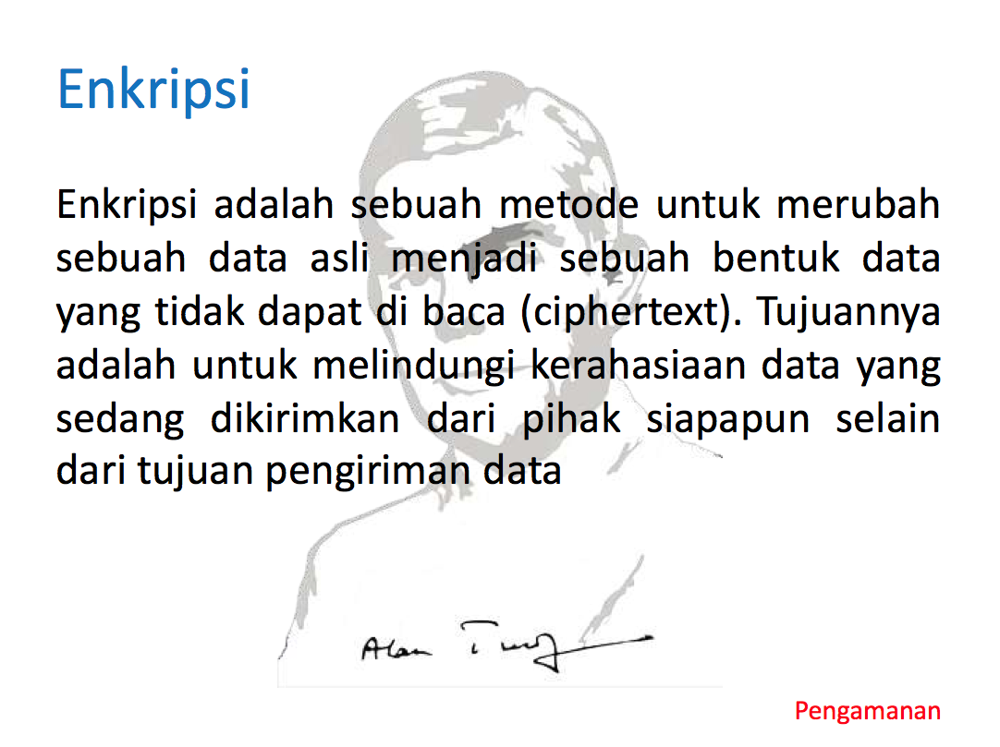 Enkripsi
Enkripsi adalah sebuah metode untuk merubah
sebuah data asli menjadi sebuah bentuk data
yang tidak dapat di baca (ciphertext). Tujuannya
adalah untuk melindungi kerahasiaan data yang
sedang dikirimkan dari pihak siapapun selain
dari tujuan pengiriman data
Alan Turing
Pengamanan